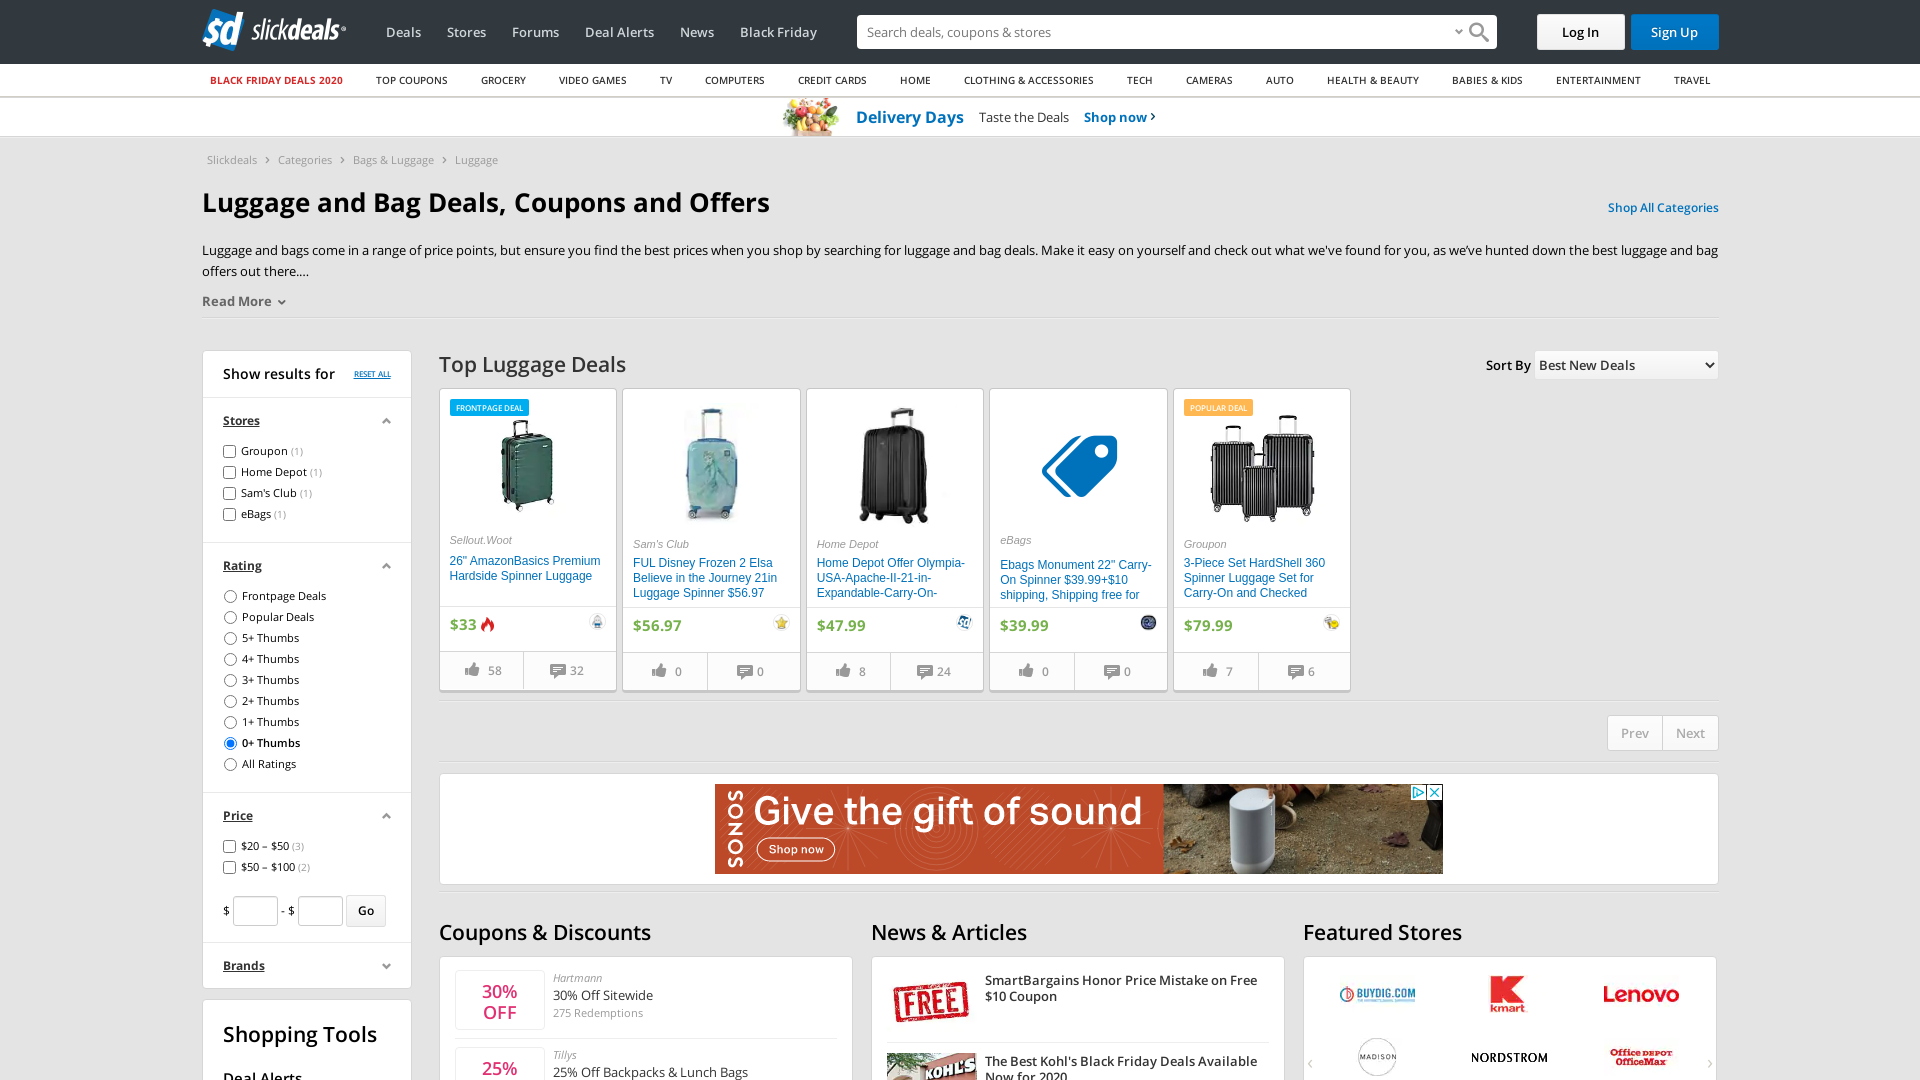 slickdeals
Deals
Stores
Forums
Deal Alerts
News
Black Friday
Search deals, coupons & stores
Log In
Sign Up
BLACK FRIDAY DEALS 2020
TOP COUPONS
GROCERY
VIDEO GAMES
TV
COMPUTERS
CREDIT CARDS
HOME
CLOTHING & ACCESSORIES
TECH
CAMERAS
AUTO
HEALTH & BEAUTY
BABIES & KIDS
ENTERTAINMENT
TRAVEL
Delivery Days Taste the Deals Shop now
Slickdeals > Categories > Bags & Luggage > Luggage
Luggage and Bag Deals, Coupons and Offers
Shop All Categories
Luggage and bags come in a range of price points, but ensure you find the best prices when you shop by searching for luggage and bag deals. Make it easy on yourself and check out what we've found for you, as we’ve hunted down the best luggage and bag
offers out there.…
Read More
Show results for RESET ALL
Stores
Groupon (1)
Home Depot (1)
Sam's Club (1)
eBags (1)
Rating
Frontpage Deals
Popular Deals
5+ Thumbs
4+ Thumbs
3+ Thumbs
2+ Thumbs
1+ Thumbs
0+ Thumbs
All Ratings
Price
$20 – $50 (3)
$50 – $100 (2)
$ - $ Go
Brands
Shopping Tools
Deal Alerts
Top Luggage Deals
Sort By Best New Deals
FRONTPAGE DEAL
Sellout.Woot
26" AmazonBasics Premium
Hardside Spinner Luggage
$33
58
32
Sam's Club
FUL Disney Frozen 2 Elsa
Believe in the Journey 21in
Luggage Spinner $56.97
$56.97
0
0
Home Depot
Home Depot Offer Olympia-
USA-Apache-II-21-in-
Expandable-Carry-On-
$47.99
8
24
eBags
Ebags Monument 22" Carry-
On Spinner $39.99+$10
shipping, Shipping free for
$39.99
0
0
POPULAR DEAL
Groupon
3-Piece Set HardShell 360
Spinner Luggage Set for
Carry-On and Checked
$79.99
7
6
Prev
Next
SONOS
Give the gift of sound
Shop now
Coupons & Discounts
30%
OFF
Hartmann
30% Off Sitewide
275 Redemptions
25%
Tillys
25% Off Backpacks & Lunch Bags
News & Articles
FREE
SmartBargains Honor Price Mistake on Free
$10 Coupon
KOHL'S
The Best Kohl's Black Friday Deals Available
Now for 2020
Featured Stores
BUYDIG.COM
kmart
Lenovo
MADISON
NORDSTROM
Office DEPOT
OfficeMax